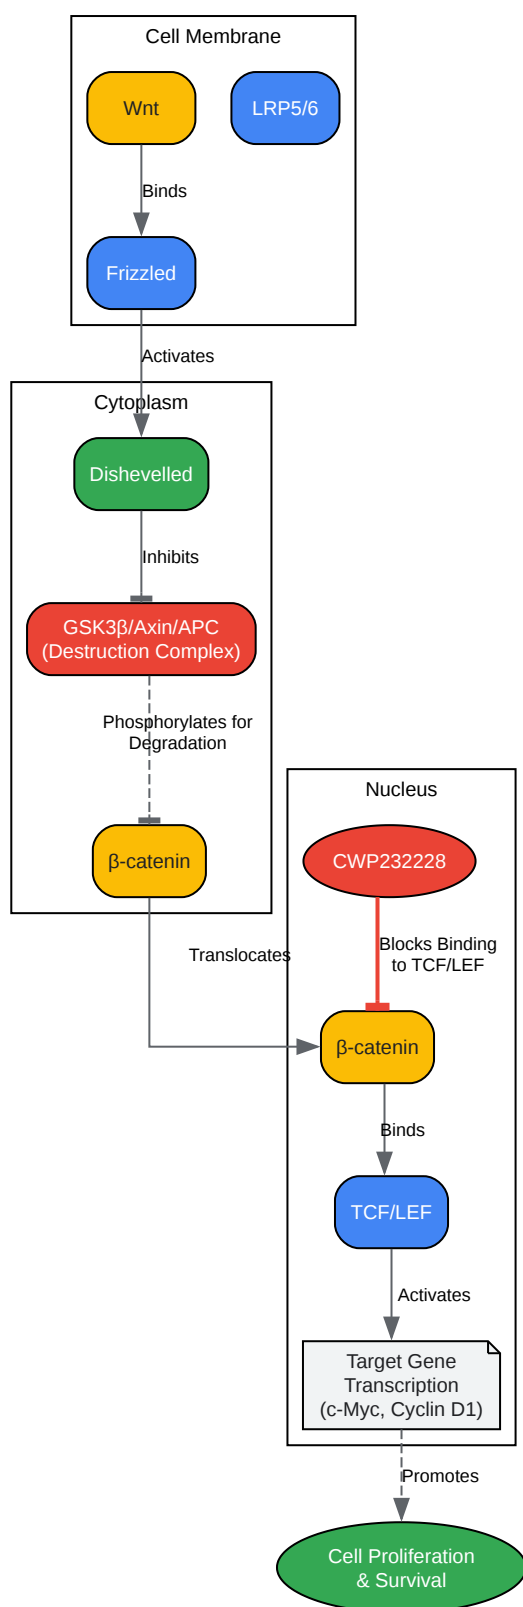 Cell Membrane
Wnt
LRP5/6
Binds
Frizzled
Activates
Cytoplasm
Dishevelled
Inhibits
GSK3β/Axin/APC
(Destruction Complex)
Phosphorylates for
Degradation
β-catenin
Translocates
Nucleus
CWP232228
Blocks Binding
to TCF/LEF
β-catenin
Binds
TCF/LEF
Activates
Target Gene
Transcription
(c-Myc, Cyclin D1)
Promotes
Cell Proliferation
& Survival